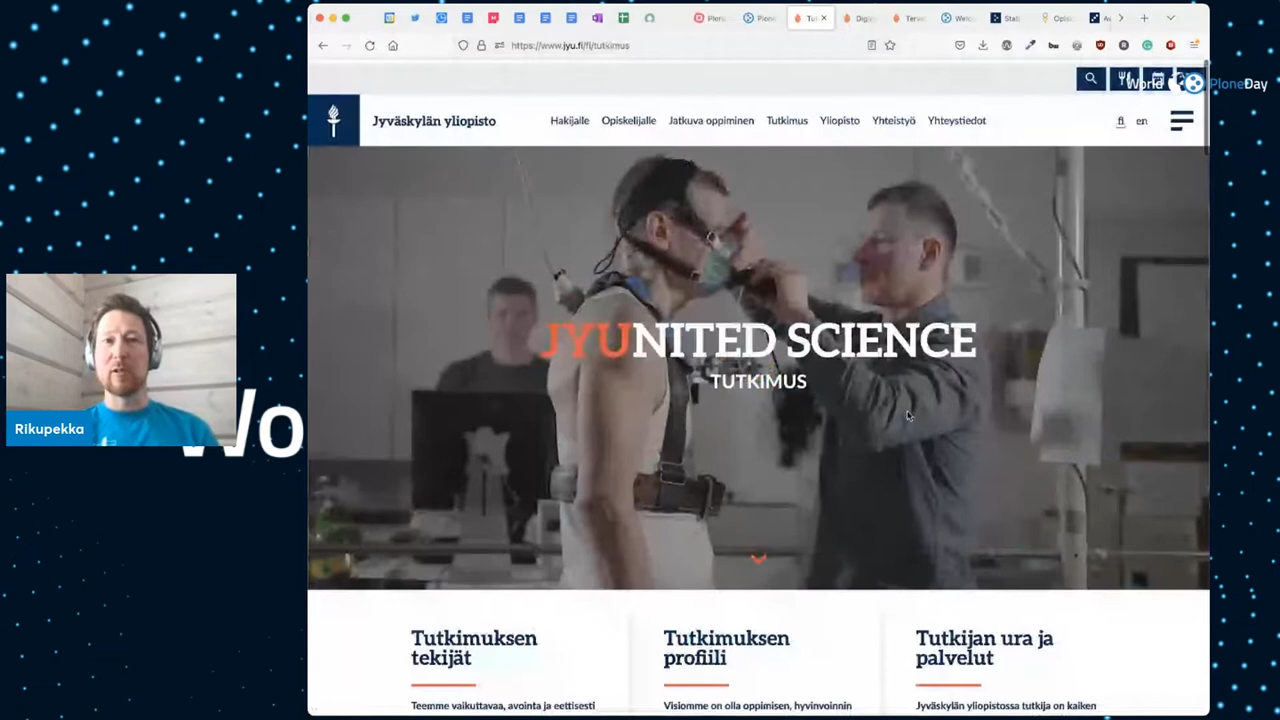 https://www.jyu.fi/fi/tutkimus
World PloneDay
Jyväskylän yliopisto
Hakijalle Opiskelijalle Jatkuva oppiminen Tutkimus Yliopisto Yhteistyö Yhteystiedot
fi en
JYUNITED SCIENCE
TUTKIMUS
Rikupekka
Wo
Tutkimuksen
tekijät
Tutkimuksen
profiili
Tutkijan ura ja
palvelut
Teemme vaikuttavaa, avointa ja eettisesti
Visiomme on olla oppimisen, hyvinvoinnin
Jyväskylän yliopistossa tutkija on kaiken